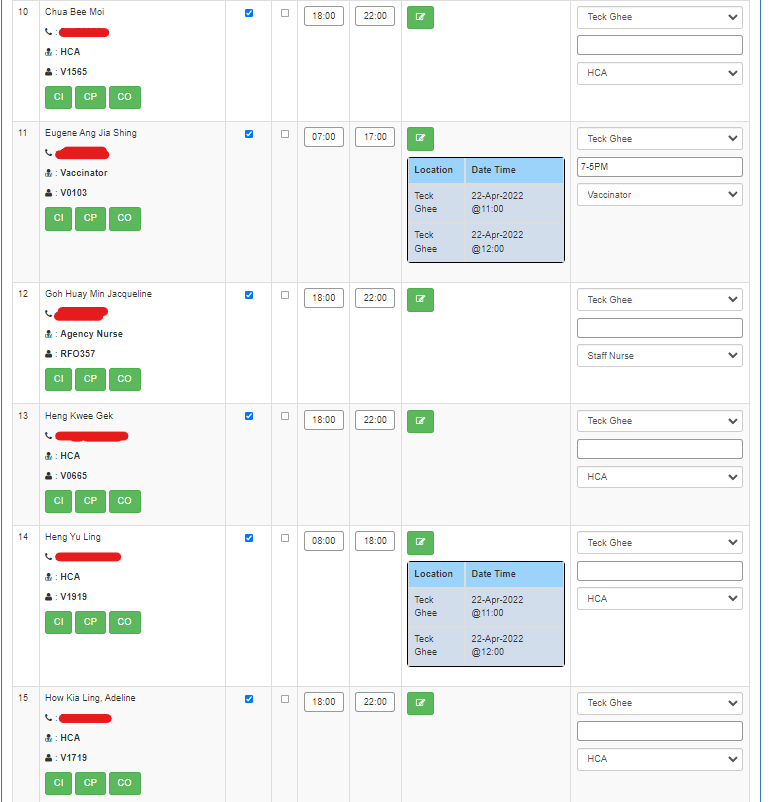 10 Chua Bee Moi 18:00 22:00 Teck Ghee
:
: HCA
: V1565 HCA
CI CP CO
11 Eugene Ang Jia Shing 07:00 17:00 Teck Ghee
7-5PM
: Vaccinator Location Date Time
: V0103 Vaccinator
CI CP CO
Teck Ghee 22-Apr-2022 @11:00
Teck Ghee 22-Apr-2022 @12:00
12 Goh Huay Min Jacqueline 18:00 22:00 Teck Ghee
: Agency Nurse
: RFO357 Staff Nurse
CI CP CO
13 Heng Kwee Gek 18:00 22:00 Teck Ghee
:
: HCA
: V0665 HCA
CI CP CO
14 Heng Yu Ling 08:00 18:00 Teck Ghee
:
: HCA Location Date Time
: V1919 HCA
CI CP CO
Teck Ghee 22-Apr-2022 @11:00
Teck Ghee 22-Apr-2022 @12:00
15 How Kia Ling, Adeline 18:00 22:00 Teck Ghee
:
: HCA
: V1719 HCA
CI CP CO